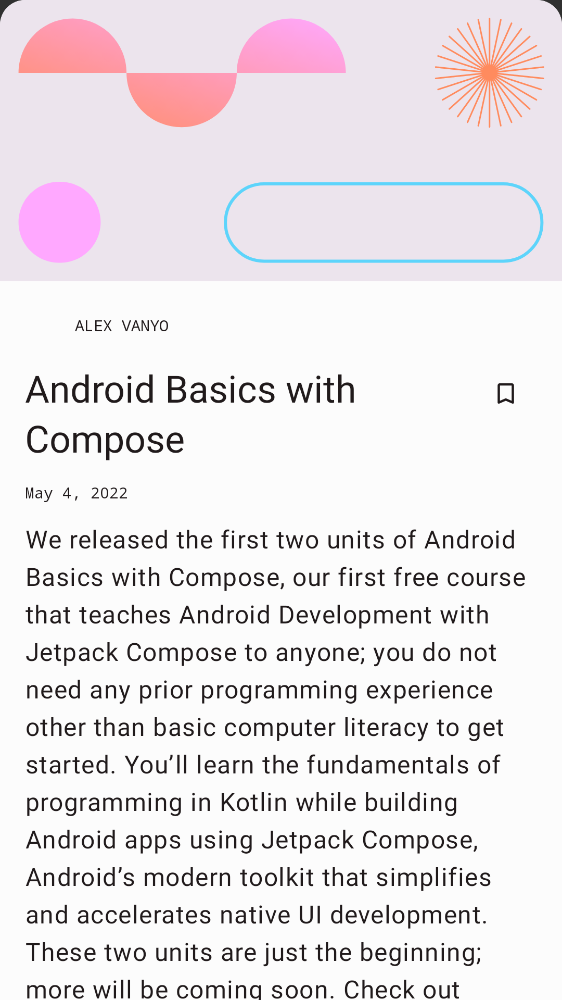 ALEX VANYO
Android Basics with
Compose
May 4, 2022
We released the first two units of Android
Basics with Compose, our first free course
that teaches Android Development with
Jetpack Compose to anyone; you do not
need any prior programming experience
other than basic computer literacy to get
started. You’ll learn the fundamentals of
programming in Kotlin while building
Android apps using Jetpack Compose,
Android’s modern toolkit that simplifies
and accelerates native UI development.
These two units are just the beginning;
more will be coming soon. Check out